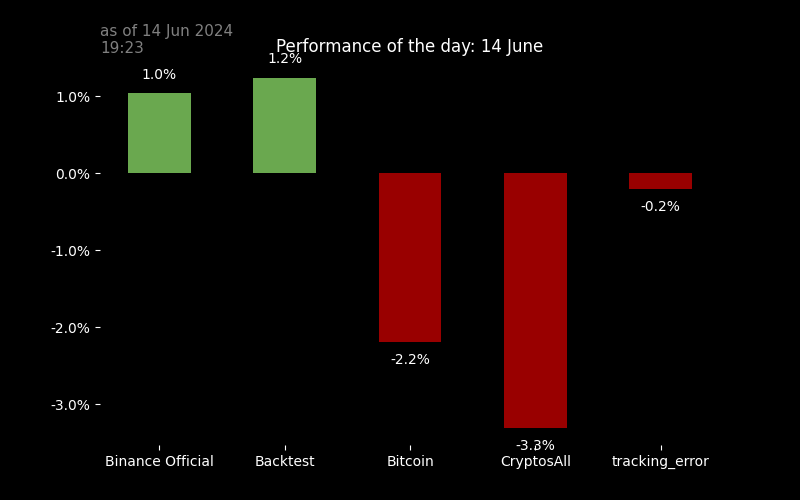 as of 14 Jun 2024
19:23
Performance of the day: 14 June
1.0%
1.2%
1.0%
0.0%
-0.2%
-1.0%
-2.0%
-2.2%
-3.0%
-3.3%
Binance Official
Backtest
Bitcoin
CryptosAll
tracking_error